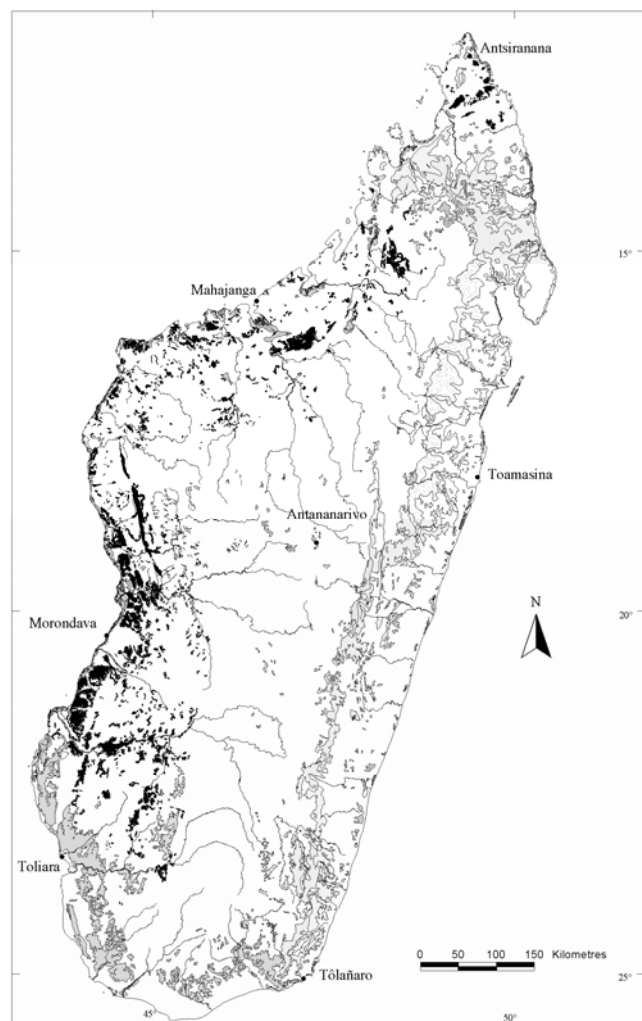 Antsiranana
15°
Mahajanga
Toamasina
Antananarivo
N
20°
Morondava
Toliara
0 50 100 150 Kilometres
Tôlañaro
25°
45°
50°